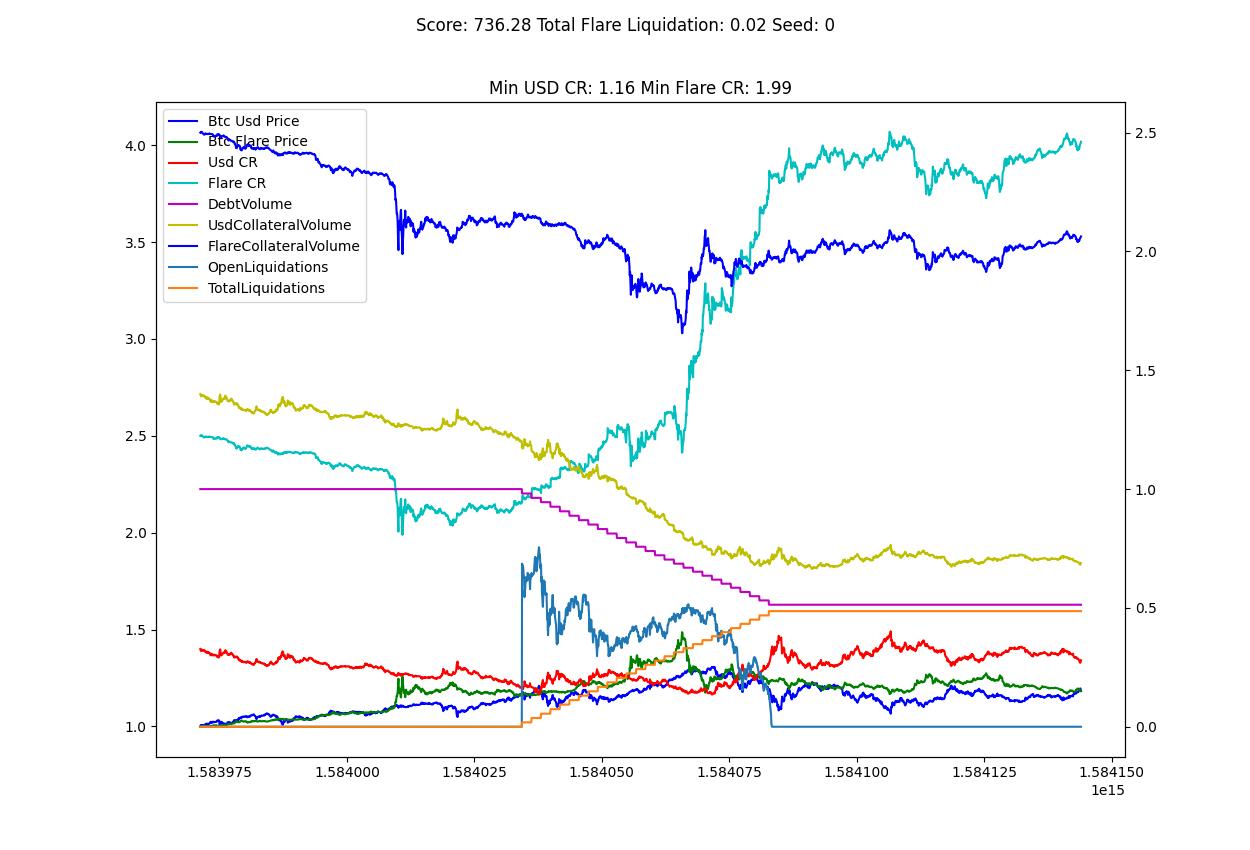 Score: 736.28 Total Flare Liquidation: 0.02 Seed: 0
Min USD CR: 1.16 Min Flare CR: 1.99
Btc Usd Price
Btc Flare Price
Usd CR
Flare CR
DebtVolume
UsdCollateralVolume
FlareCollateralVolume
OpenLiquidations
TotalLiquidations
4.0
3.5
3.0
2.5
2.0
1.5
1.0
2.5
2.0
1.5
1.0
0.5
0.0
1.583975 1.584000 1.584025 1.584050 1.584075 1.584100 1.584125 1.584150
1e15